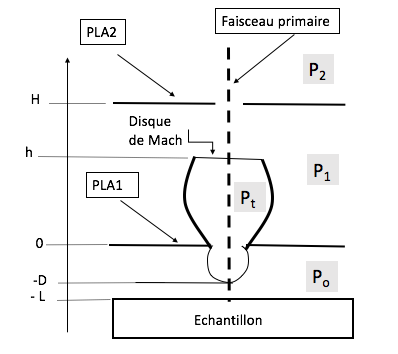 Faisceau primaire
PLA2
P2
H
Disque
de Mach
h
P1
PLA1
Pt
0
Po
-D
- L
Echantillon